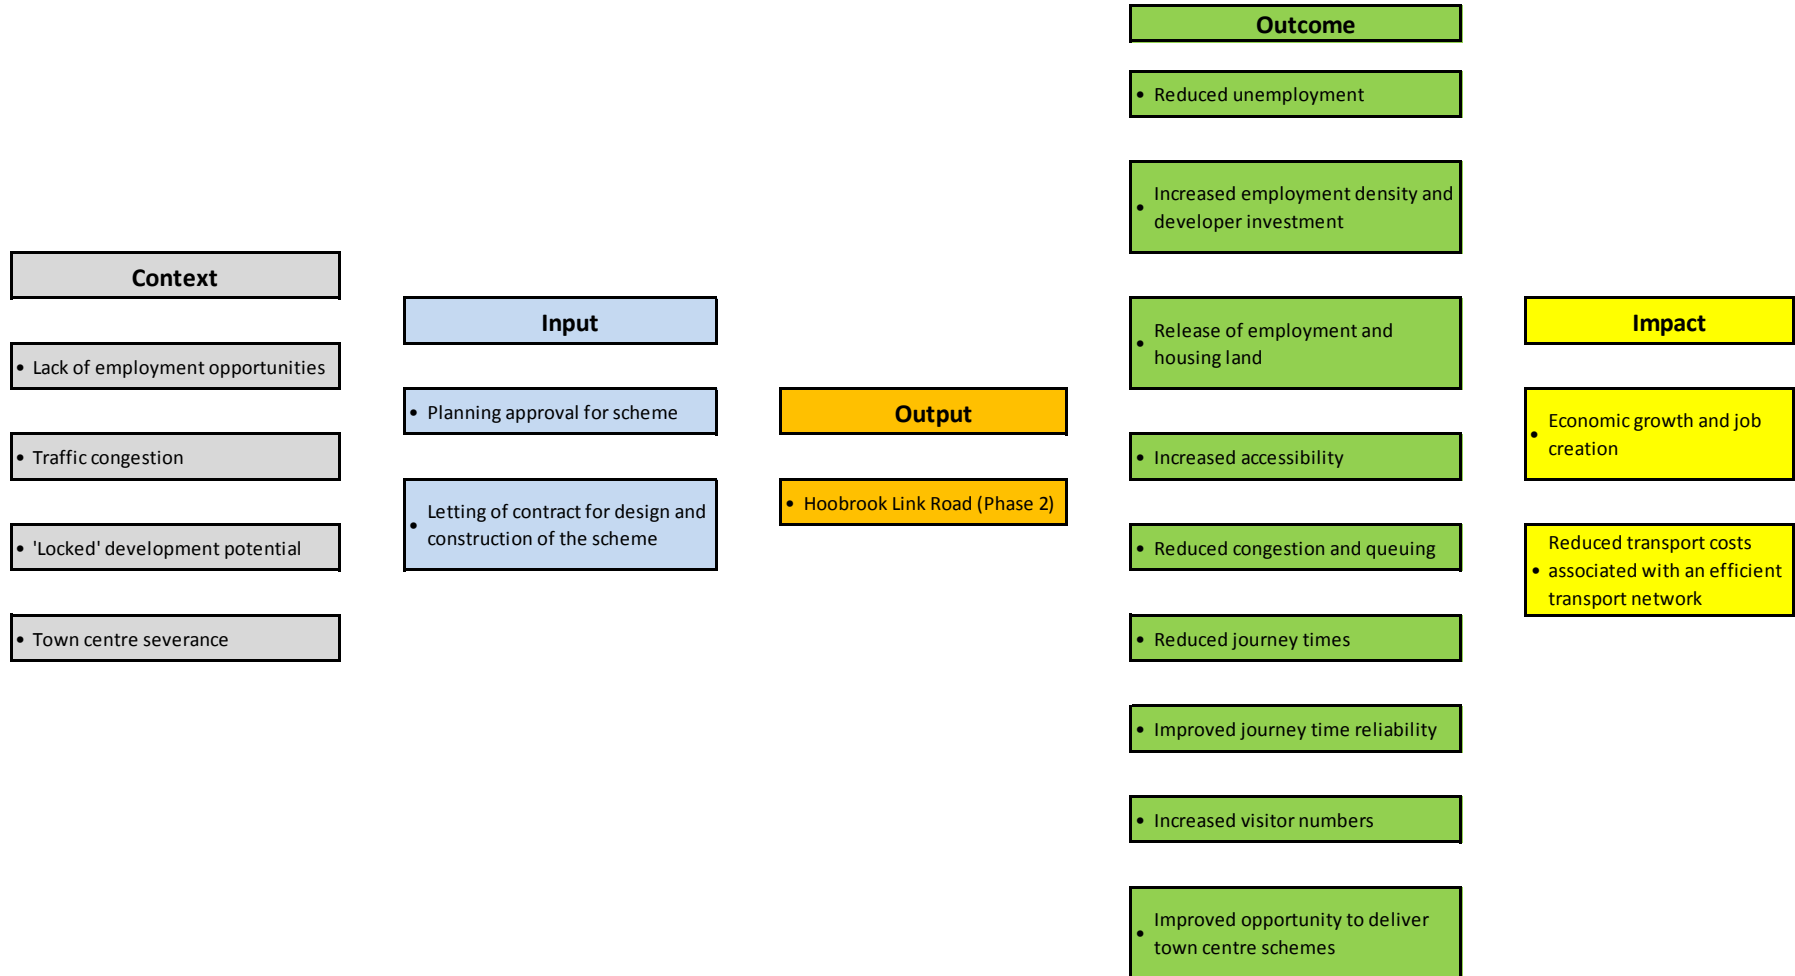 Context
• Lack of employment opportunities
• Traffic congestion
• 'Locked' development potential
• Town centre severance
Input
• Planning approval for scheme
• Letting of contract for design and
construction of the scheme
Output
• Hoobrook Link Road (Phase 2)
Outcome
• Reduced unemployment
• Increased employment density and
developer investment
• Release of employment and
housing land
• Increased accessibility
• Reduced congestion and queuing
• Reduced journey times
• Improved journey time reliability
• Increased visitor numbers
• Improved opportunity to deliver
town centre schemes
Impact
• Economic growth and job
creation
• Reduced transport costs
associated with an efficient
transport network